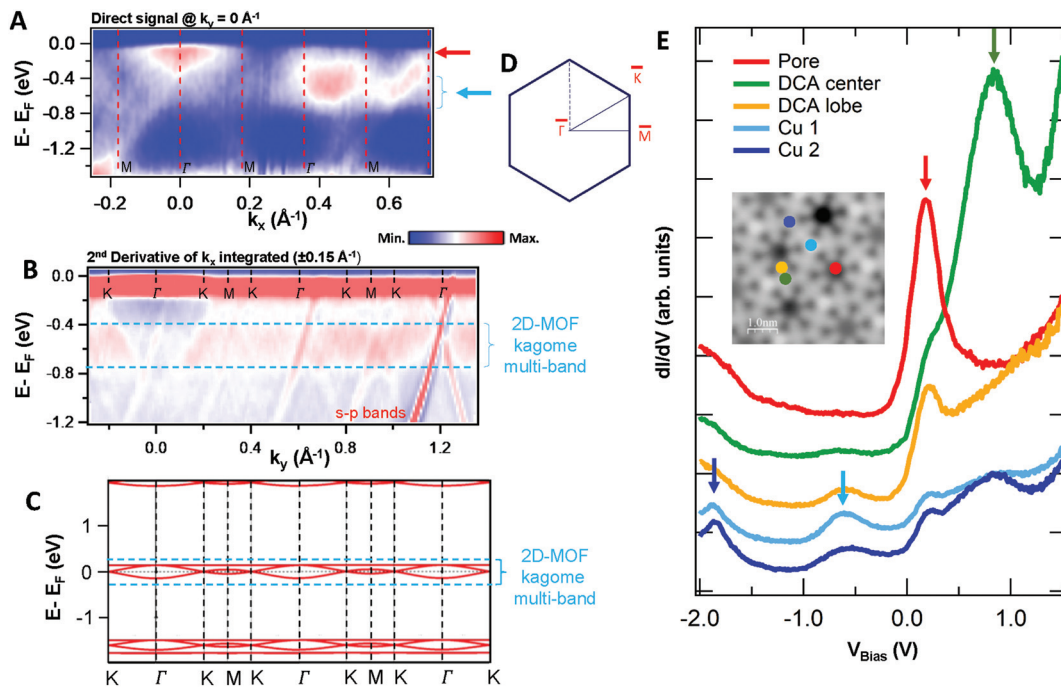 A
Direct signal @ ky = 0 Å-1
E- EF (eV)
0.0
-0.4
-0.8
-1.2
M Γ M Γ M
-0.2 0.0 0.2 0.4 0.6
kx (Å-1)
Min. Max.
D
K
Γ
M
B
2nd Derivative of kx integrated (±0.15 Å-1)
E- EF (eV)
0.0
-0.4
-0.8
-1.2
K Γ K M K Γ K M K Γ
s-p bands
2D-MOF
kagome
multi-band
0.0 0.4 0.8 1.2
ky (Å-1)
C
E- EF (eV)
1
0
-1
2D-MOF
kagome
multi-band
K Γ K M K Γ K M K Γ K
E
Pore
DCA center
DCA lobe
Cu 1
Cu 2
1.0nm
dI/dV (arb. units)
-2.0 -1.0 0.0 1.0
VBias (V)